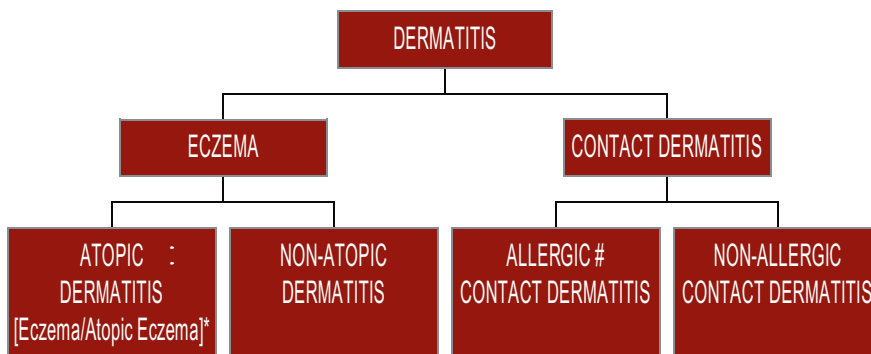 DERMATITIS
ECZEMA
CONTACT DERMATITIS
ATOPIC :
DERMATITIS
[Eczema/Atopic Eczema]*
NON-ATOPIC
DERMATITIS
ALLERGIC #
CONTACT DERMATITIS
NON-ALLERGIC
CONTACT DERMATITIS